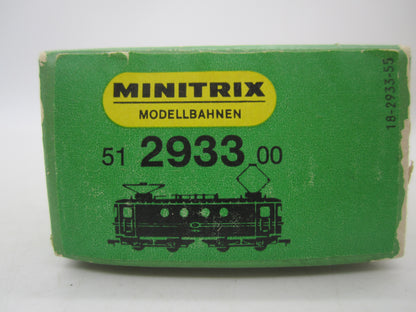 MINITRIX
MODELLBAHNEN
51 2933 00
18-2933-55